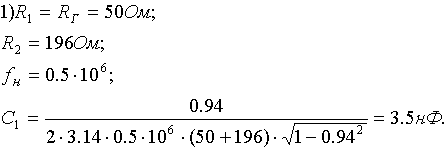 1)R₁ = R_Г = 50Ом;
R₂ = 196Ом;
f_н = 0.5·10⁶;
C₁ = 0.94 / (2·3.14·0.5·10⁶·(50+196)·√(1−0.94²)) = 3.5нФ.